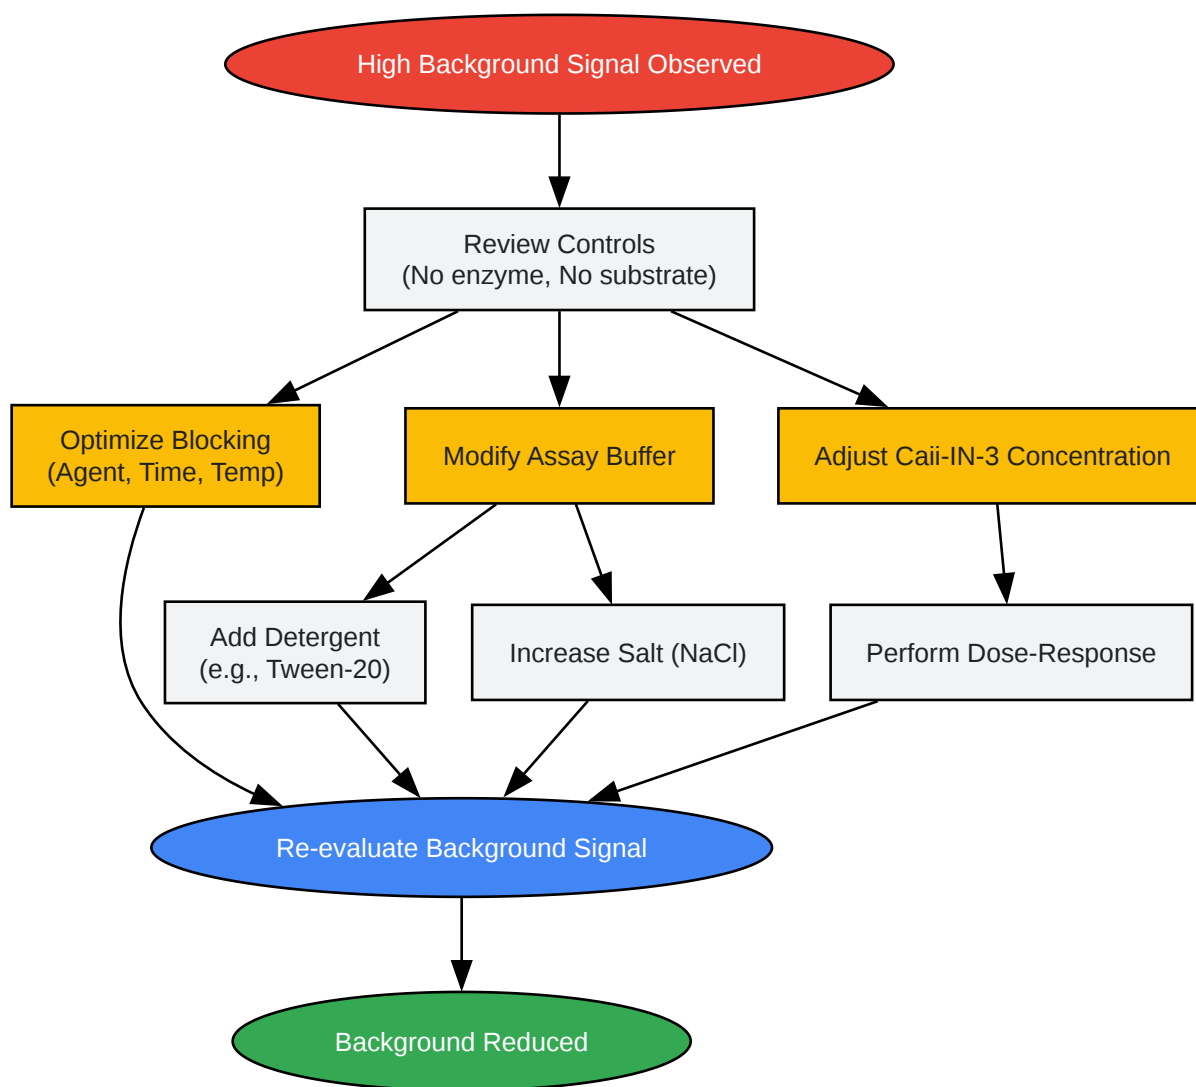 High Background Signal Observed
Review Controls
(No enzyme, No substrate)
Optimize Blocking
(Agent, Time, Temp)
Modify Assay Buffer
Adjust Caii-IN-3 Concentration
Add Detergent
(e.g., Tween-20)
Increase Salt (NaCl)
Perform Dose-Response
Re-evaluate Background Signal
Background Reduced